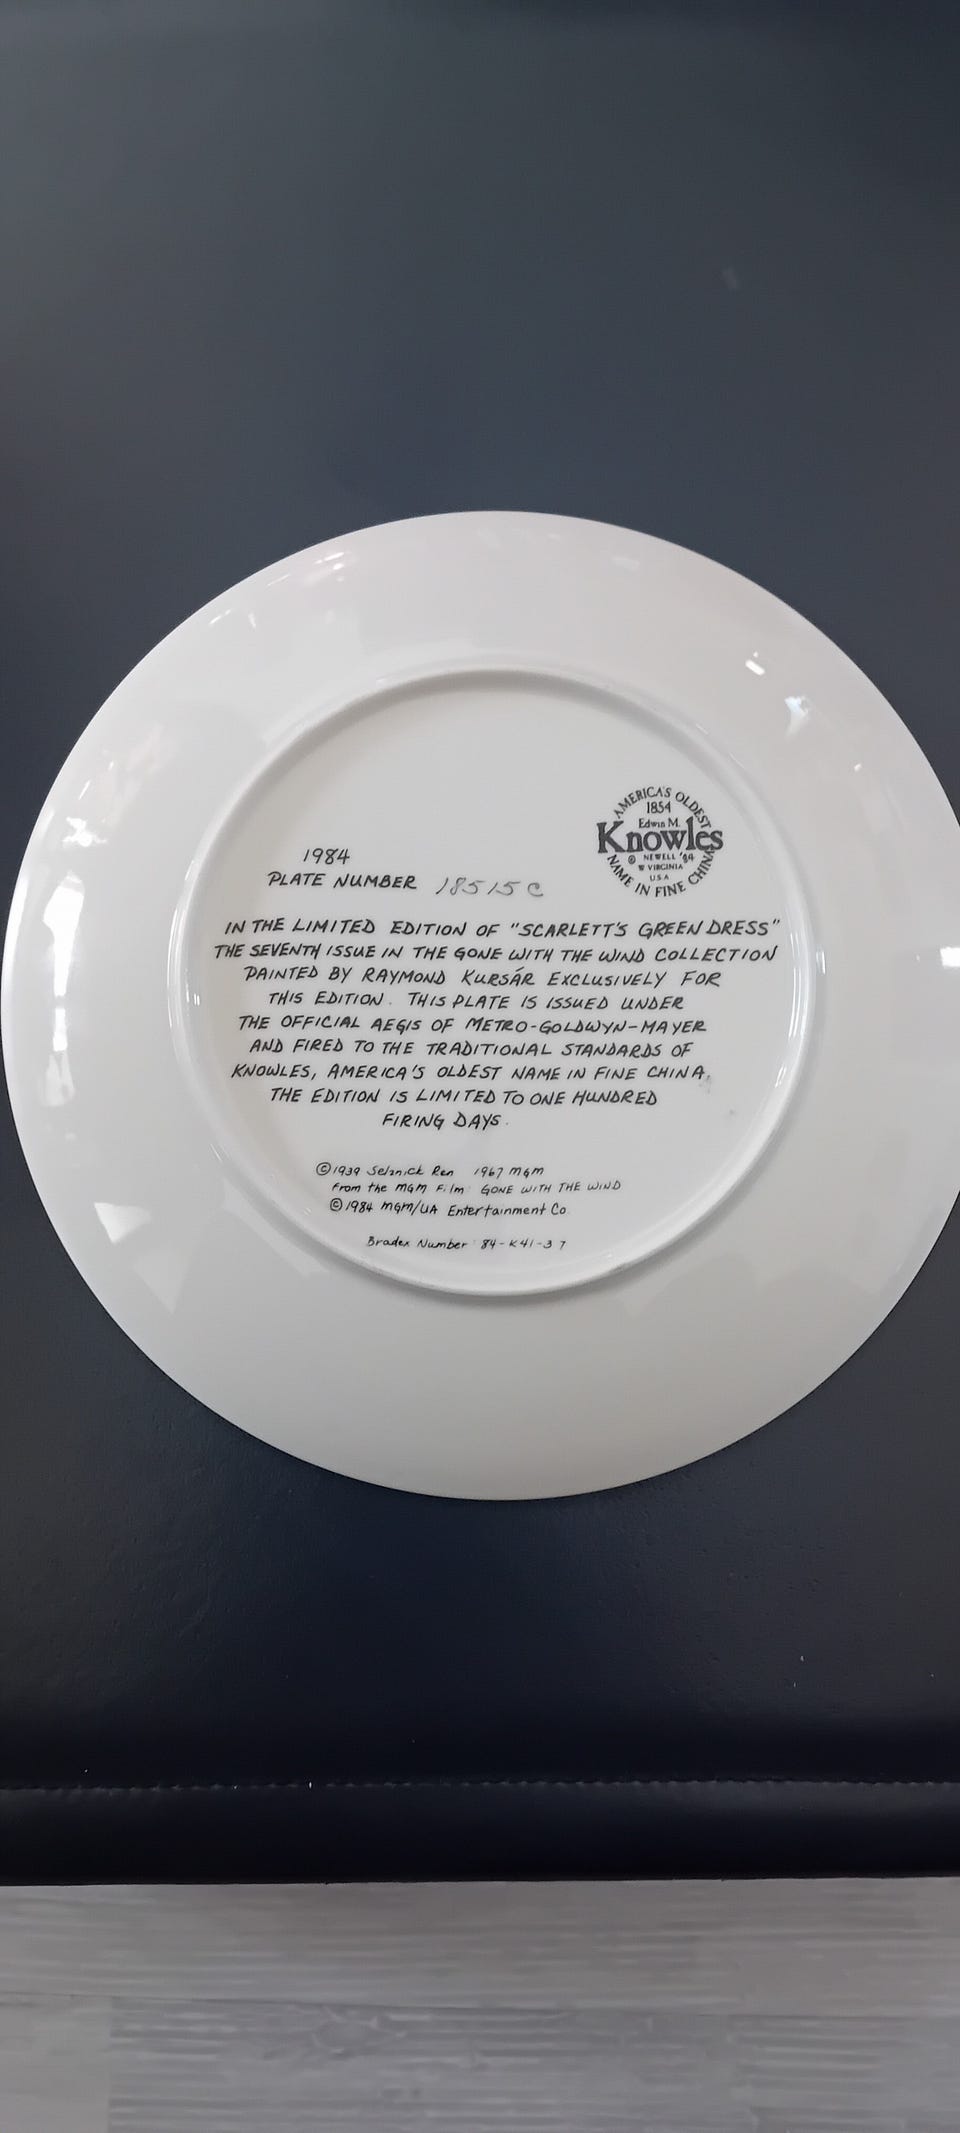 AMERICA'S OLDEST
1854
Edwin M.
Knowles
© NEWELL '84
W VIRGINIA
U.S.A
NAME IN FINE CHINA
1984
PLATE NUMBER 18515C
IN THE LIMITED EDITION OF "SCARLETT'S GREEN DRESS"
THE SEVENTH ISSUE IN THE GONE WITH THE WIND COLLECTION
PAINTED BY RAYMOND KURSÁR EXCLUSIVELY FOR
THIS EDITION. THIS PLATE IS ISSUED UNDER
THE OFFICIAL AEGIS OF METRO-GOLDWYN-MAYER
AND FIRED TO THE TRADITIONAL STANDARDS OF
KNOWLES, AMERICA'S OLDEST NAME IN FINE CHINA.
THE EDITION IS LIMITED TO ONE HUNDRED
FIRING DAYS.
©1939 Selznick Ren 1967 MGM
From the MGM Film: GONE WITH THE WIND
©1984 MGM/UA Entertainment Co.
Bradex Number: 84-K41-3.7